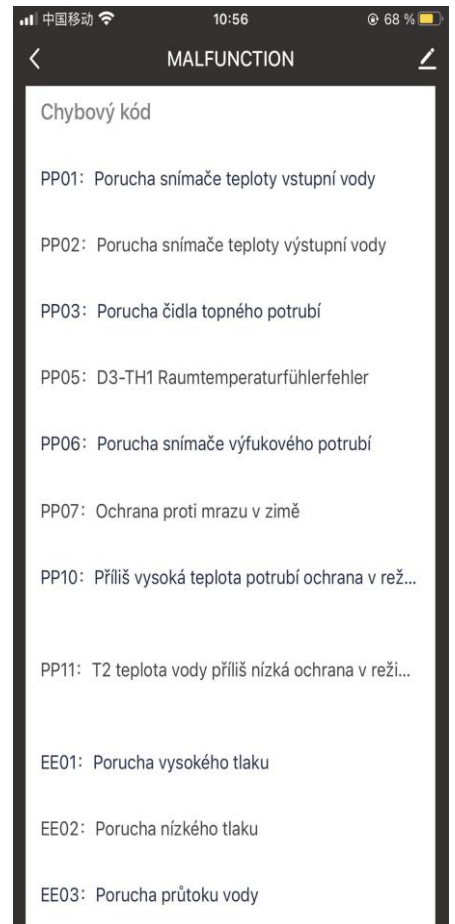 中国移动 10:56 68 %
MALFUNCTION
Chybový kód
PP01: Porucha snímače teploty vstupní vody
PP02: Porucha snímače teploty výstupní vody
PP03: Porucha čidla topného potrubí
PP05: D3-TH1 Raumtemperaturfühlerfehler
PP06: Porucha snímače výfukového potrubí
PP07: Ochrana proti mrazu v zimě
PP10: Příliš vysoká teplota potrubí ochrana v rež...
PP11: T2 teplota vody příliš nízká ochrana v reži...
EE01: Porucha vysokého tlaku
EE02: Porucha nízkého tlaku
EE03: Porucha průtoku vody